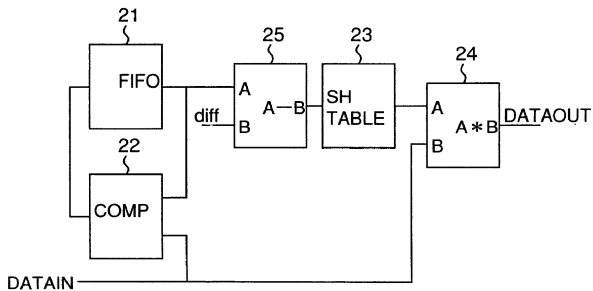 21
FIFO
22
COMP
DATAIN
diff
25
A
A—B
B
23
SH
TABLE
24
A
A*B
B
DATAOUT